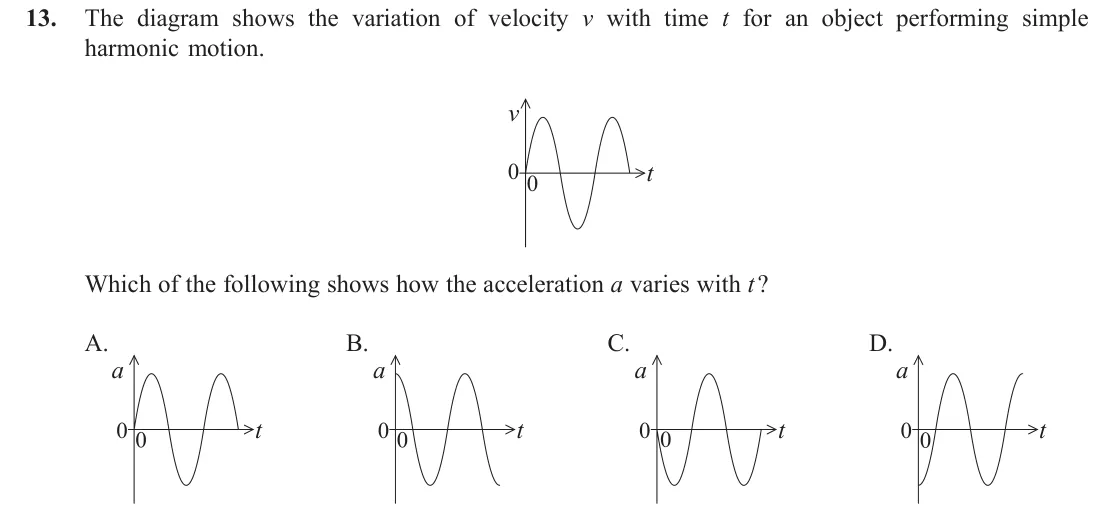 13. The diagram shows the variation of velocity v with time t for an object performing simple
harmonic motion.
v
0
0
t
Which of the following shows how the acceleration a varies with t?
A. B. C. D.
a a a a
0 t 0 t 0 t 0 t
0 0 0 0